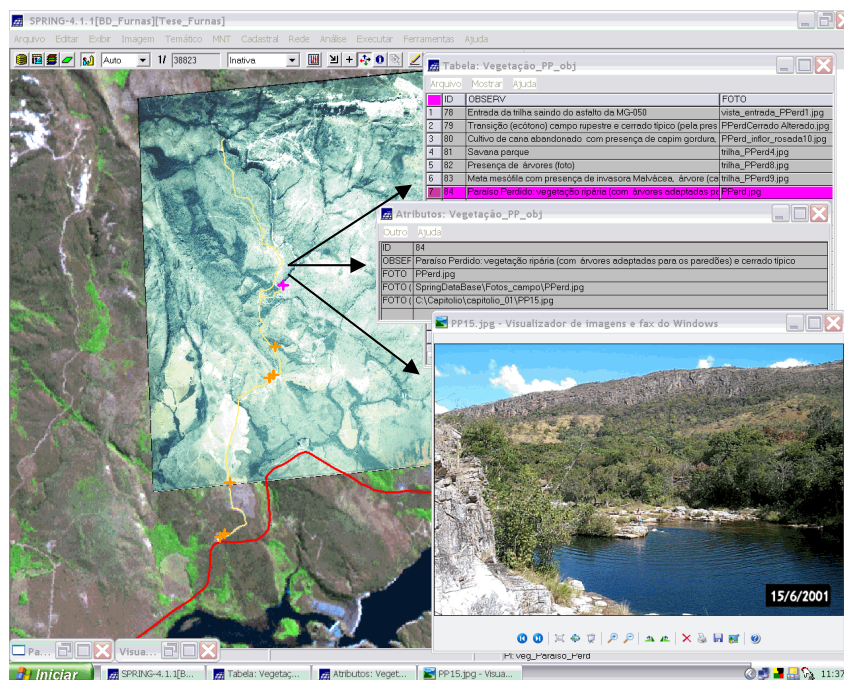 SPRING-4.1.1[BD_Furnas][Tese_Furnas]
Arquivo Editar Exibir Imagem Temático MNT Cadastral Rede Análise Executar Ferramentas Ajuda
Auto 1/ 38823 Inativa
Tabela: Vegetação_PP_obj
Arquivo Mostrar Ajuda
ID OBSERV FOTO
1 78 Entrada da trilha saindo do asfalto da MG-050 vista_entrada_PPerd1.jpg
2 79 Transição (ecótono) campo rupestre e cerrado típico (pela pres PPerdCerrado Alterado.jpg
3 80 Cultivo de cana abandonado com presença de capim gordura, PPerd_inflor_rosada10.jpg
4 81 Savana parque trilha_PPerd4.jpg
5 82 Presença de árvores (foto) trilha_PPerd8.jpg
6 83 Mata mesófila com presença de invasora Malvácea, árvore (ca trilha_PPerd9.jpg
7 84 Paraíso Perdido: vegetação ripária (com árvores adaptadas pa PPerd.jpg
Atributos: Vegetação_PP_obj
Outro Ajuda
ID 84
OBSEF Paraíso Perdido: vegetação ripária (com árvores adaptadas para os paredões) e cerrado típico
FOTO PPerd.jpg
FOTO ( SpringDataBase\Fotos_campo\PPerd.jpg
FOTO ( C:\Capitolio\capitolio_01\PP15.jpg
PP15.jpg - Visualizador de imagens e fax do Windows
15/6/2001
Pa... Visua...
PI: veg_Paraiso_Perd
Iniciar SPRING-4.1.1[B... Tabela: Vegetaç... Atributos: Veget... PP15.jpg - Visua... 11:37